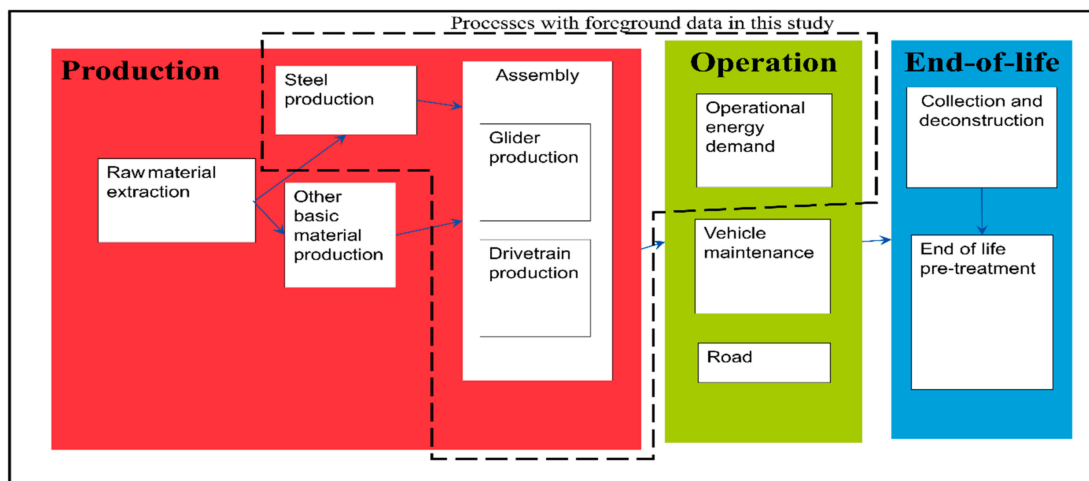 Processes with foreground data in this study
Production
Steel
production
Assembly
Glider
production
Raw material
extraction
Other
basic
material
production
Drivetrain
production
Operation
Operational
energy
demand
Vehicle
maintenance
Road
End-of-life
Collection and
deconstruction
End of life
pre-treatment